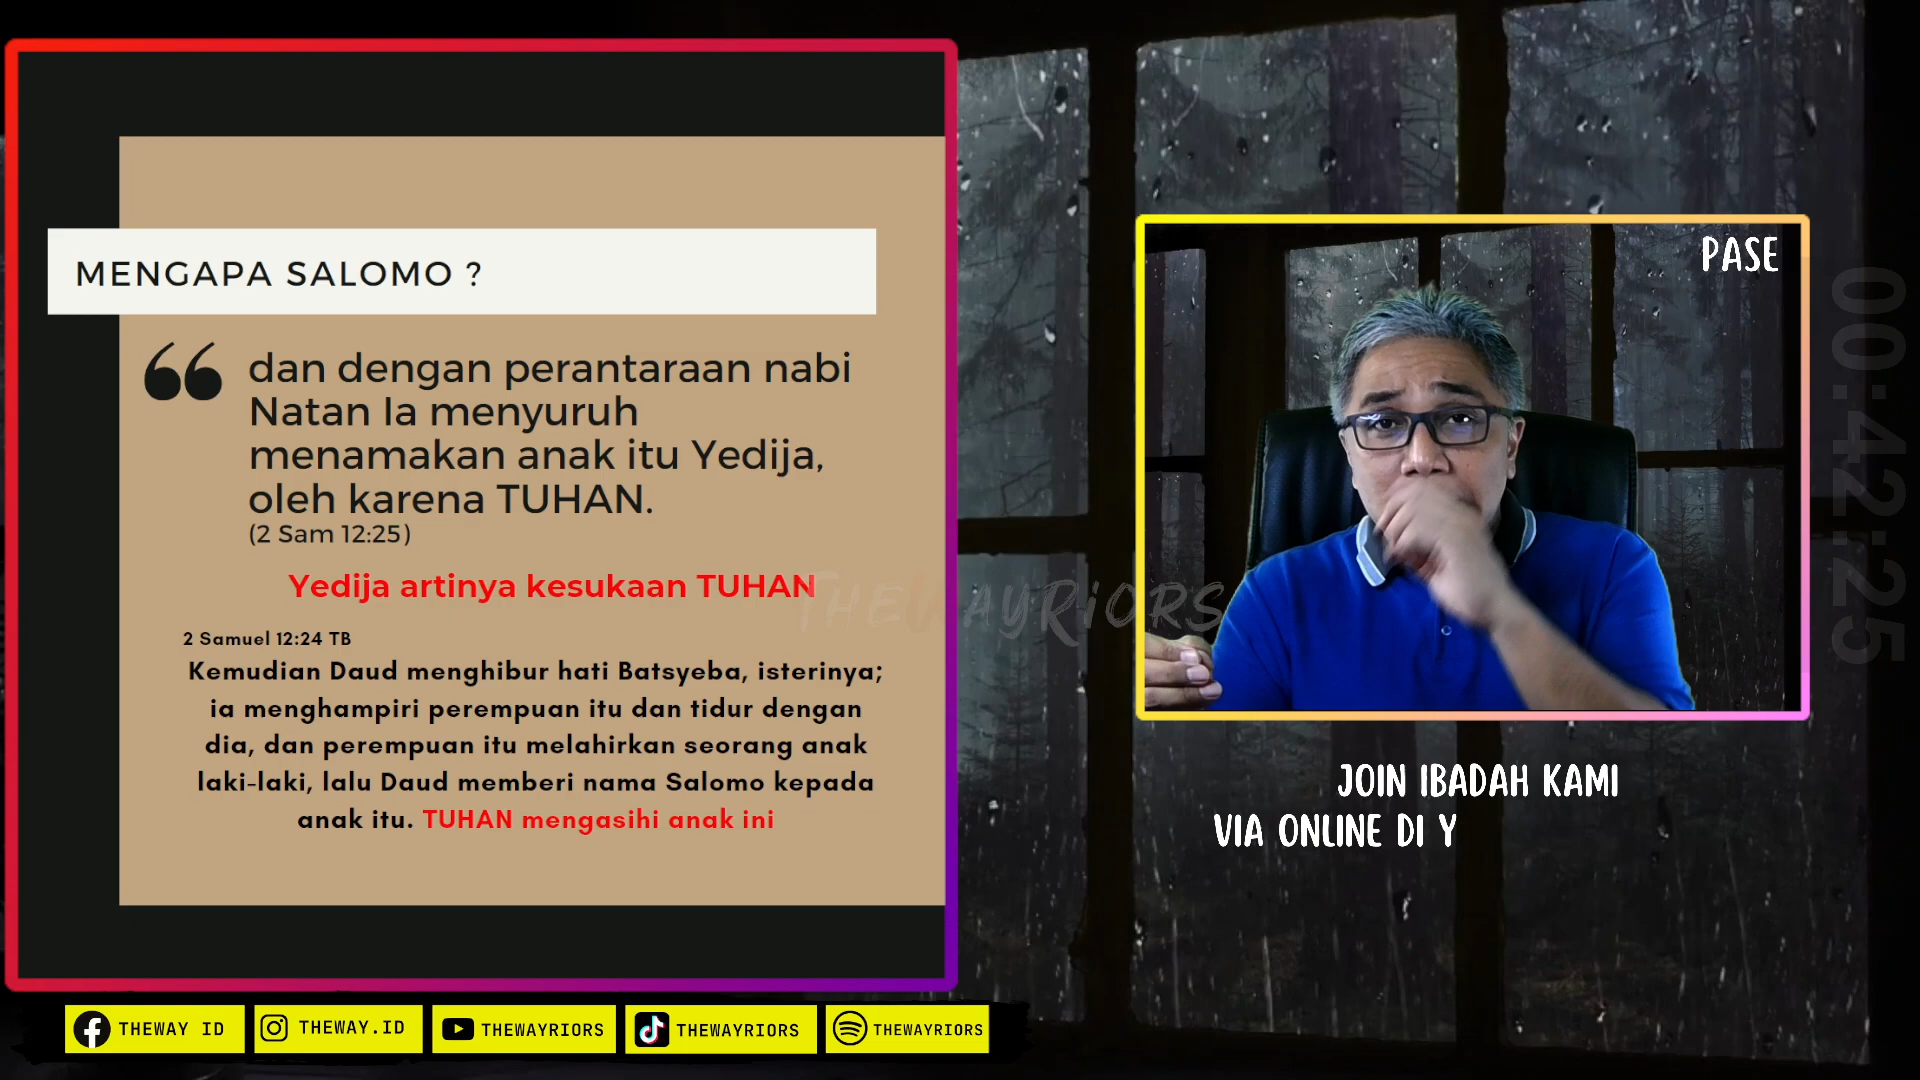 MENGAPA SALOMO ?
dan dengan perantaraan nabi
Natan Ia menyuruh
menamakan anak itu Yedija,
oleh karena TUHAN.
(2 Sam 12:25)
Yedija artinya kesukaan TUHAN
2 Samuel 12:24 TB
Kemudian Daud menghibur hati Batsyeba, isterinya;
ia menghampiri perempuan itu dan tidur dengan
dia, dan perempuan itu melahirkan seorang anak
laki-laki, lalu Daud memberi nama Salomo kepada
anak itu. TUHAN mengasihi anak ini
THEWAYRIORS
PASE
00:42:25
JOIN IBADAH KAMI
VIA ONLINE DI Y
THEWAY ID
THEWAY.ID
THEWAYRIORS
THEWAYRIORS
THEWAYRIORS